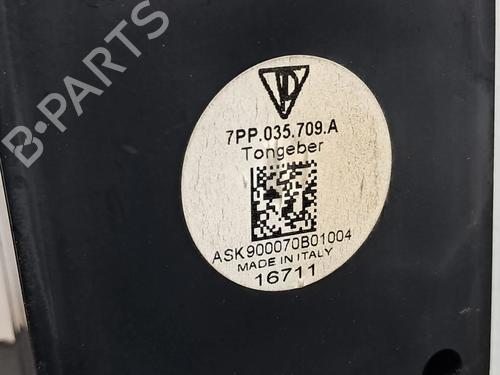 B-PARTS
7PP.035.709.A
Tongeber
ASK900070B01004
MADE IN ITALY
16711